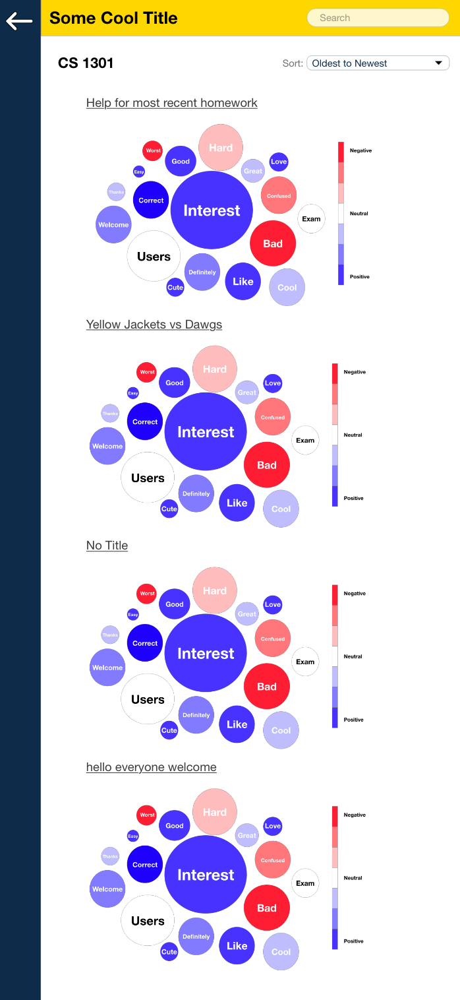 Some Cool Title
Search
CS 1301
Sort:
Oldest to Newest
Help for most recent homework
Hard
Worst
Good
Love
Easy
Great
Thanks
Correct
Interest
Confused
Welcome
Exam
Bad
Users
Definitely
Like
Cute
Cool
Negative
Neutral
Positive
Yellow Jackets vs Dawgs
Hard
Worst
Good
Love
Easy
Great
Thanks
Correct
Interest
Confused
Welcome
Exam
Bad
Users
Definitely
Like
Cute
Cool
Negative
Neutral
Positive
No Title
Hard
Worst
Good
Love
Easy
Great
Thanks
Correct
Interest
Confused
Welcome
Exam
Bad
Users
Definitely
Like
Cute
Cool
Negative
Neutral
Positive
hello everyone welcome
Hard
Worst
Good
Love
Easy
Great
Thanks
Correct
Interest
Confused
Welcome
Exam
Bad
Users
Definitely
Like
Cute
Cool
Negative
Neutral
Positive